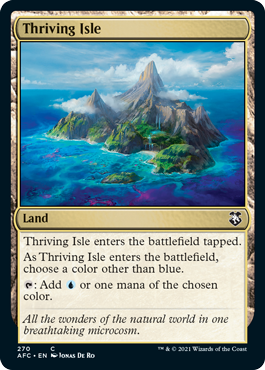 Thriving Isle
Land
Thriving Isle enters the battlefield tapped.
As Thriving Isle enters the battlefield,
choose a color other than blue.
: Add or one mana of the chosen
color.
All the wonders of the natural world in one
breathtaking microcosm.
270 C
AFC • EN Jonas De Ro
™ & © 2021 Wizards of the Coast